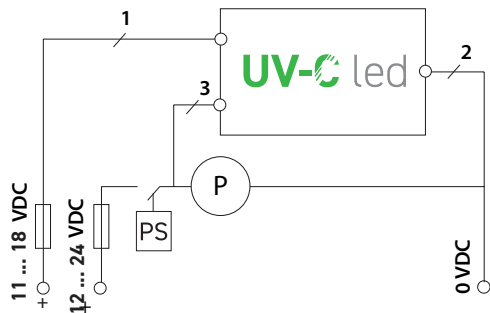 1
2
UV-C led
3
P
PS
11 ... 18 VDC
+
12 ... 24 VDC
+
0 VDC